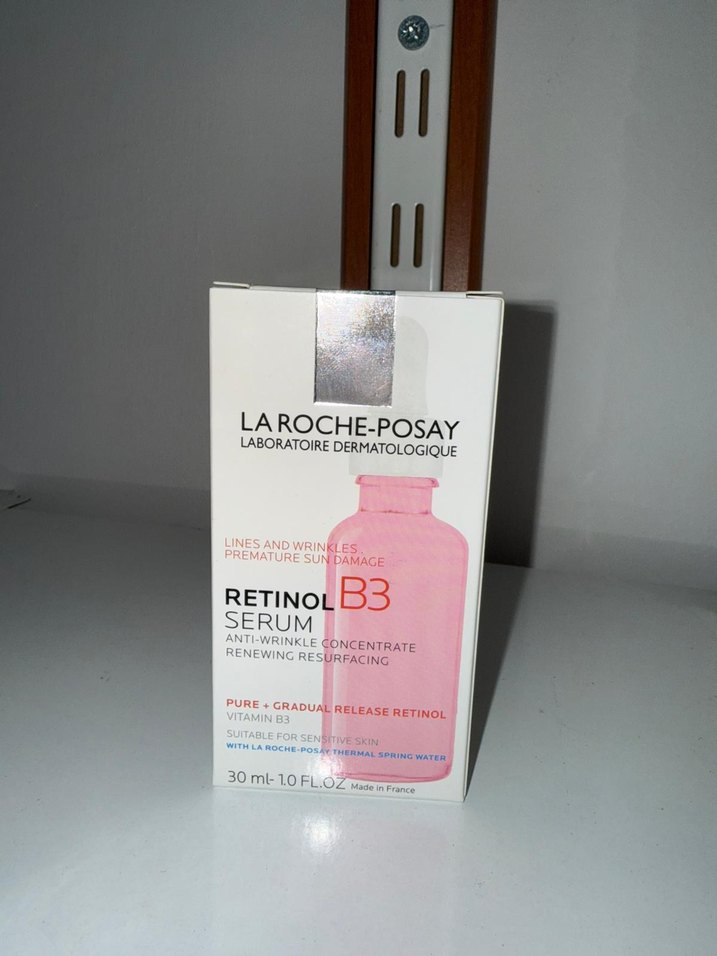 LA ROCHE-POSAY
LABORATOIRE DERMATOLOGIQUE
LINES AND WRINKLES
PREMATURE SUN DAMAGE
RETINOL B3
SERUM
ANTI-WRINKLE CONCENTRATE
RENEWING RESURFACING
PURE + GRADUAL RELEASE RETINOL
VITAMIN B3
SUITABLE FOR SENSITIVE SKIN
WITH LA ROCHE-POSAY THERMAL SPRING WATER
30 ml- 1.0 FL.OZ Made in France